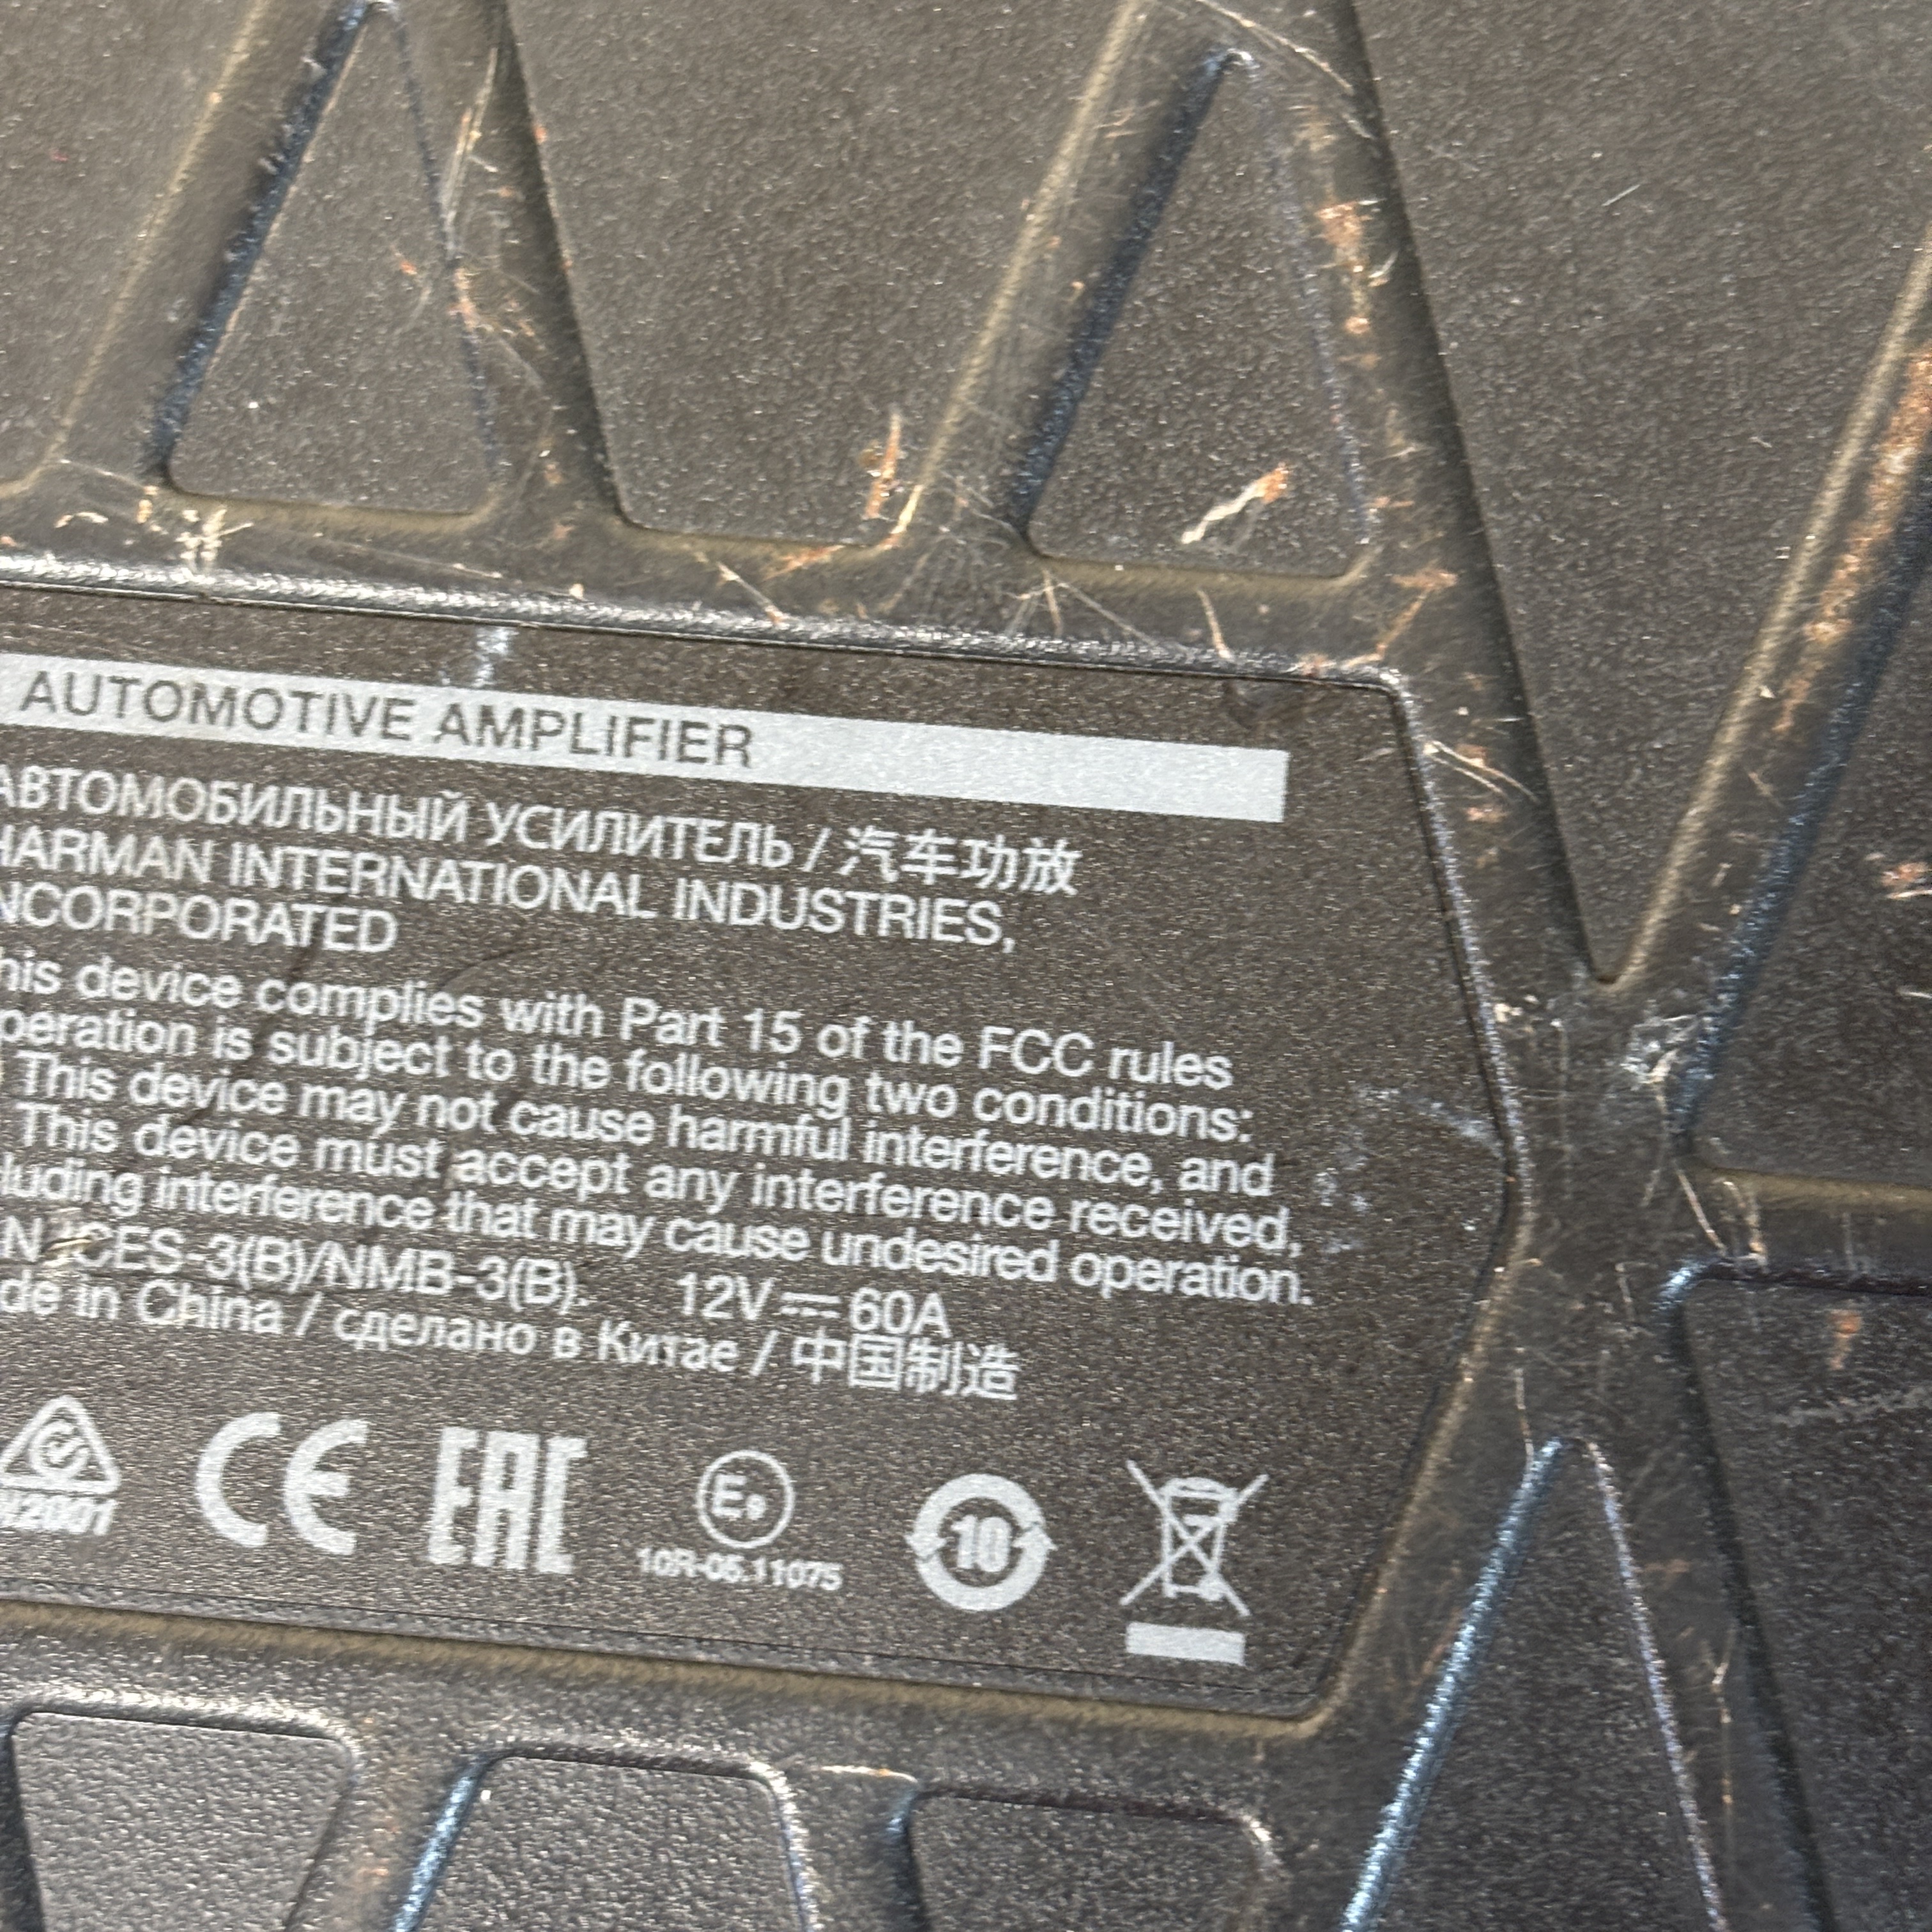 AUTOMOTIVE AMPLIFIER
АВТОМОБИЛЬНЫЙ УСИЛИТЕЛЬ / 汽车功放
HARMAN INTERNATIONAL INDUSTRIES,
INCORPORATED
his device complies with Part 15 of the FCC rules
peration is subject to the following two conditions:
This device may not cause harmful interference, and
This device must accept any interference received,
cluding interference that may cause undesired operation.
CES-3(B)/NMB-3(B). 12V⎓60A
de in China / сделано в Китае / 中国制造
CE EAC E9 10
10R-05.11075